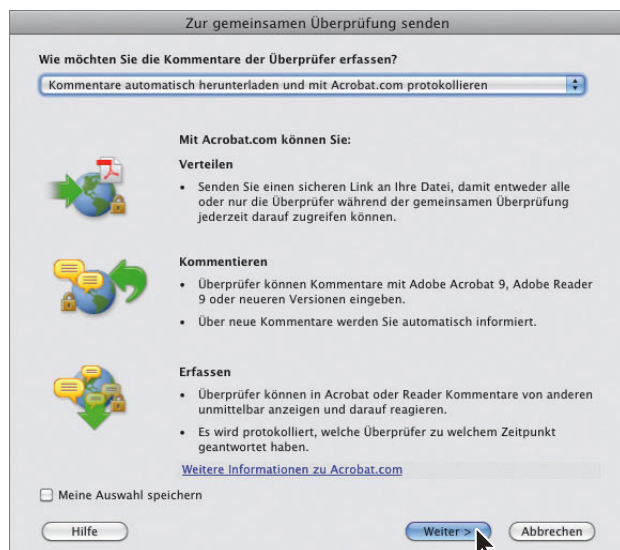 Zur gemeinsamen Überprüfung senden
Wie möchten Sie die Kommentare der Überprüfer erfassen?
Kommentare automatisch herunterladen und mit Acrobat.com protokollieren
Mit Acrobat.com können Sie:
Verteilen
• Senden Sie einen sicheren Link an Ihre Datei, damit entweder alle
oder nur die Überprüfer während der gemeinsamen Überprüfung
jederzeit darauf zugreifen können.
Kommentieren
• Überprüfer können Kommentare mit Adobe Acrobat 9, Adobe Reader
9 oder neueren Versionen eingeben.
• Über neue Kommentare werden Sie automatisch informiert.
Erfassen
• Überprüfer können in Acrobat oder Reader Kommentare von anderen
unmittelbar anzeigen und darauf reagieren.
• Es wird protokolliert, welche Überprüfer zu welchem Zeitpunkt
geantwortet haben.
Weitere Informationen zu Acrobat.com
Meine Auswahl speichern
Hilfe
Weiter >
Abbrechen